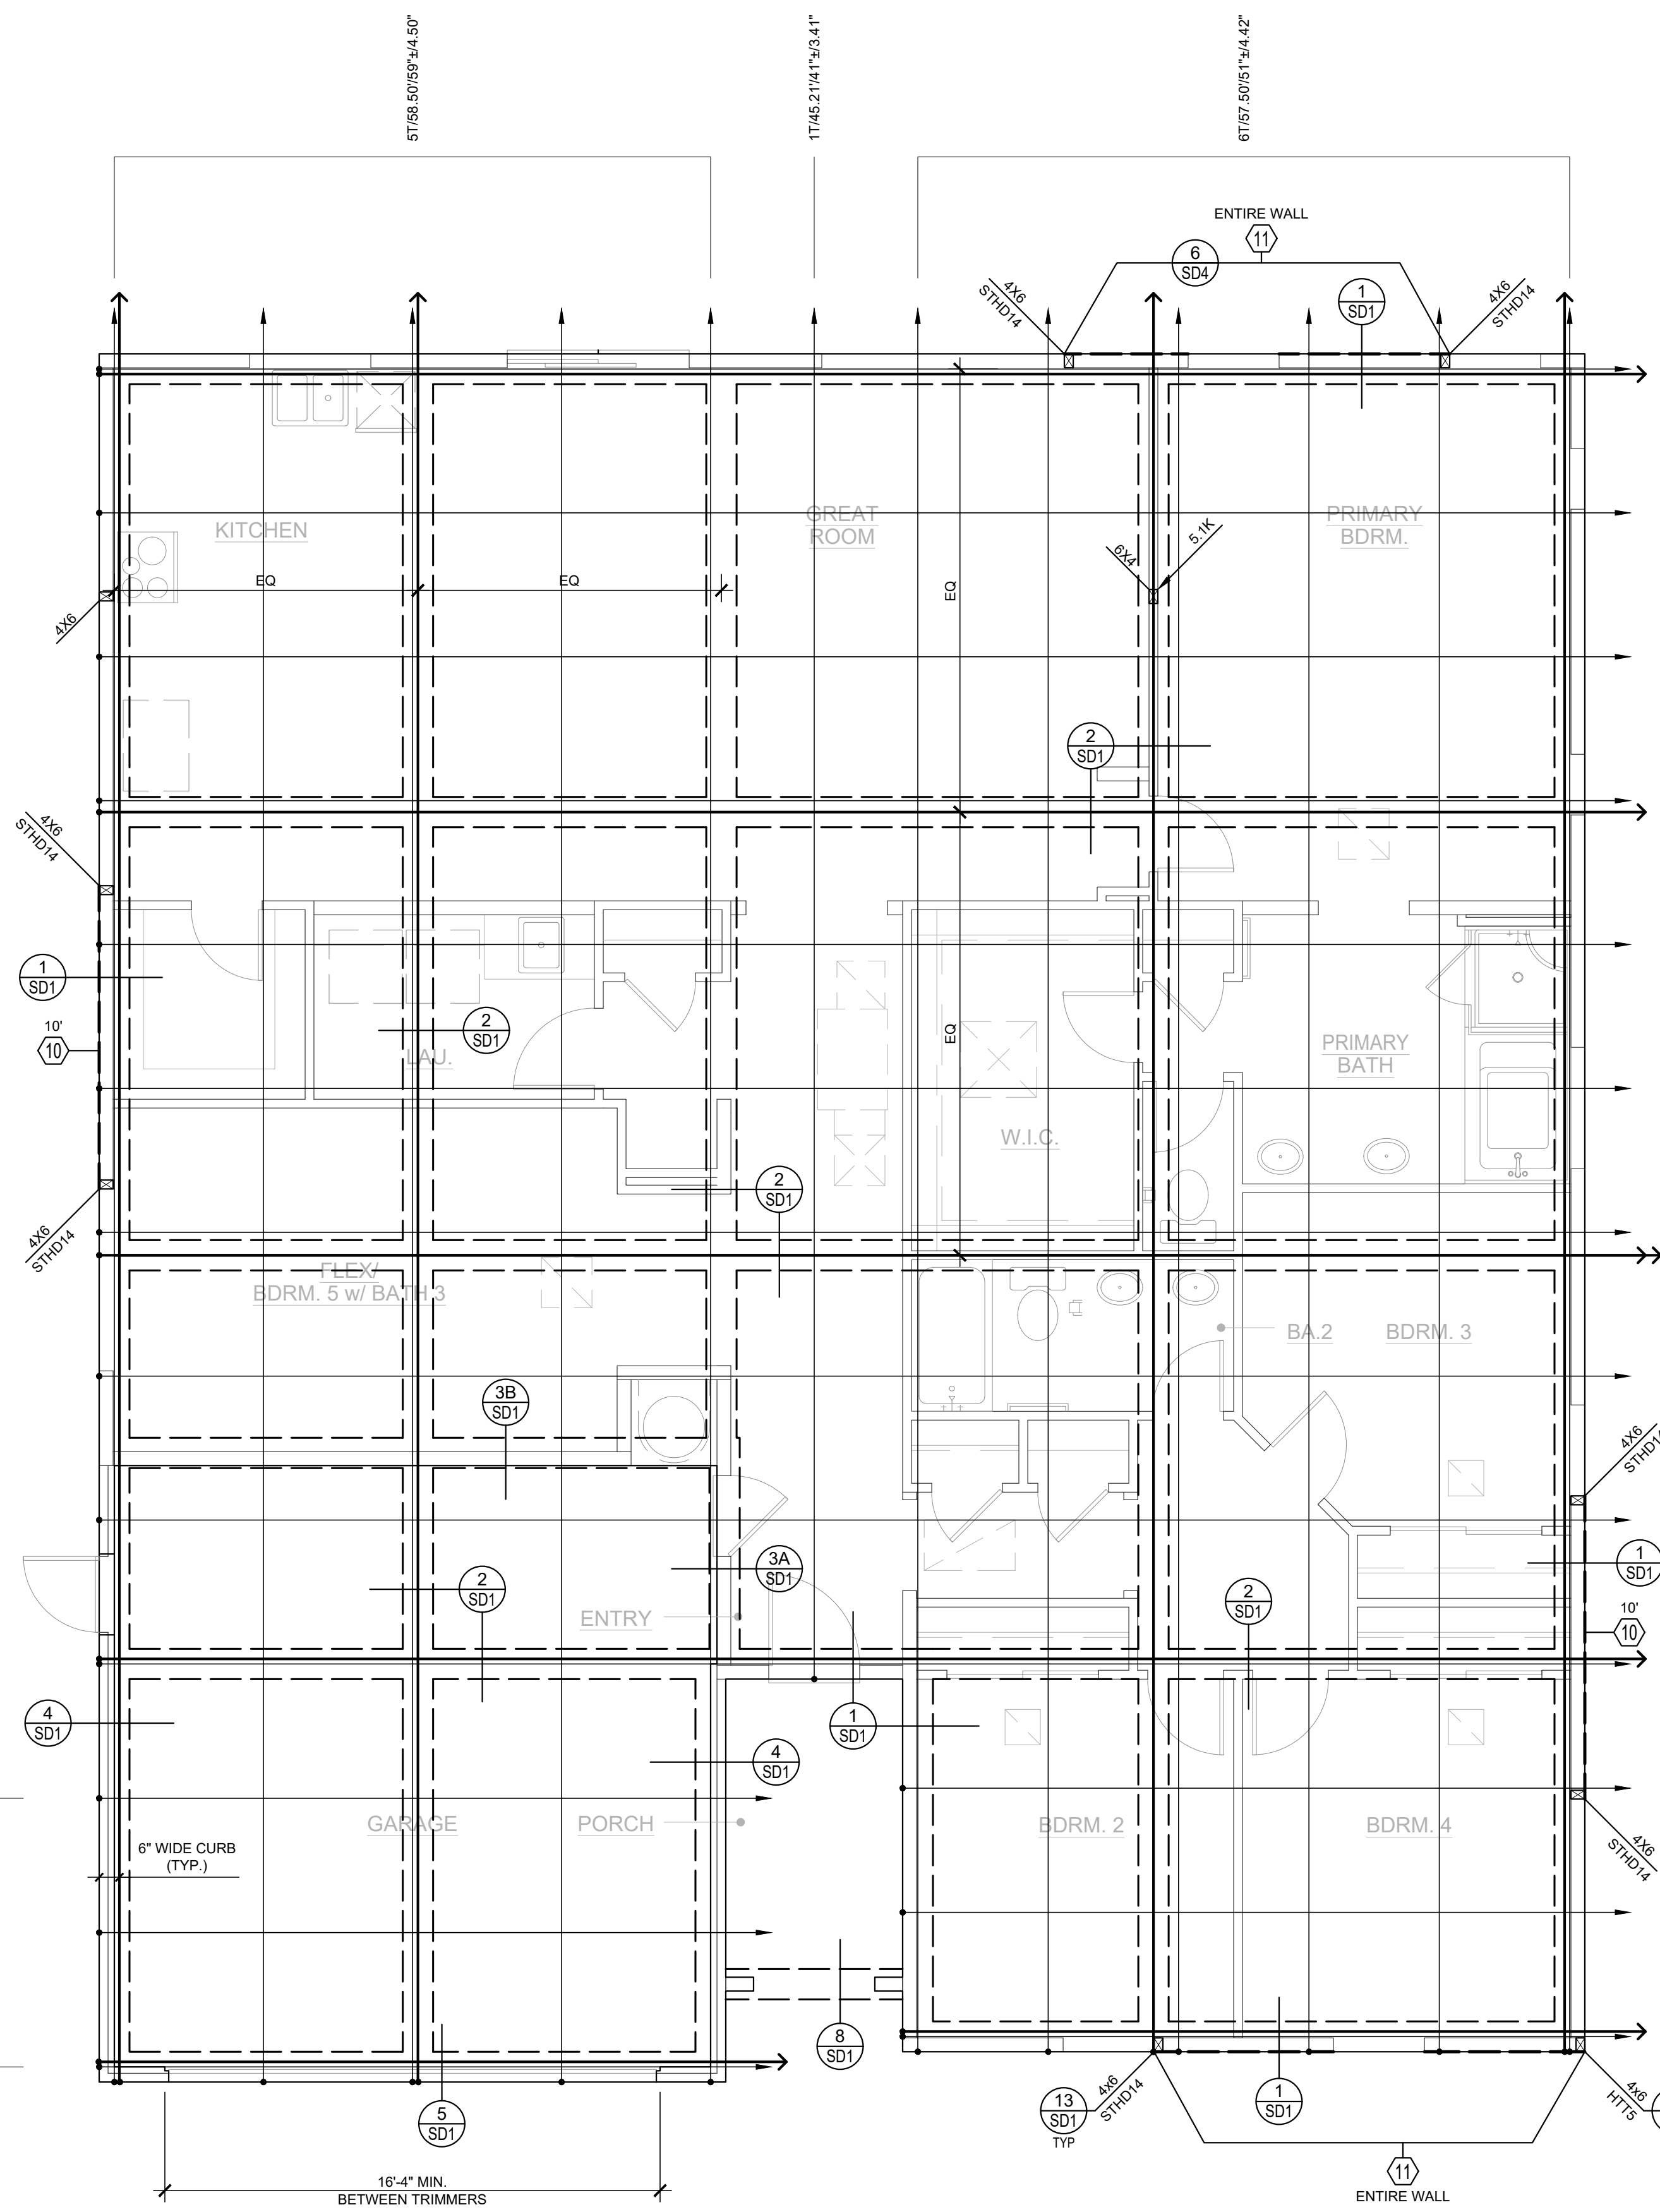 5T/58.50'/59"±/4.50"
1T/45.21'/41"±/3.41"
6T/57.50'/51"±/4.42"
ENTIRE WALL
11
6
SD4
4X6
STHD14
1
SD1
4X6
STHD14
KITCHEN
GREAT
ROOM
PRIMARY
BDRM.
5.1K
6X4
EQ
EQ
EQ
4X6
2
SD1
4X6
STHD14
1
SD1
10'
10
2
SD1
LAU.
EQ
PRIMARY
BATH
W.I.C.
2
SD1
4X6
STHD14
FLEX/
BDRM. 5 w/ BATH 3
BA.2
BDRM. 3
3B
SD1
4X6
3A
SD1
1
SD1
2
SD1
2
SD1
ENTRY
10'
10
4
SD1
1
SD1
4
SD1
GARAGE
PORCH
BDRM. 2
BDRM. 4
6" WIDE CURB
(TYP.)
4X6
STHD14
8
SD1
5
SD1
13
SD1
TYP
4x6
STHD14
1
SD1
4x6
HTT5
16'-4" MIN.
BETWEEN TRIMMERS
11
ENTIRE WALL